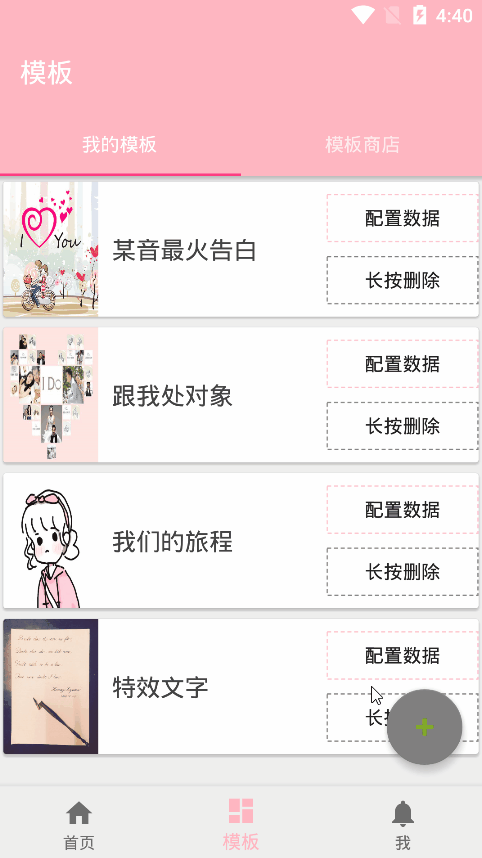 4:40
模板
我的模板
模板商店
I
You
某音最火告白
配置数据
长按删除
I DO
跟我处对象
配置数据
长按删除
我们的旅程
配置数据
长按删除
特效文字
配置数据
长按
首页
模板
我